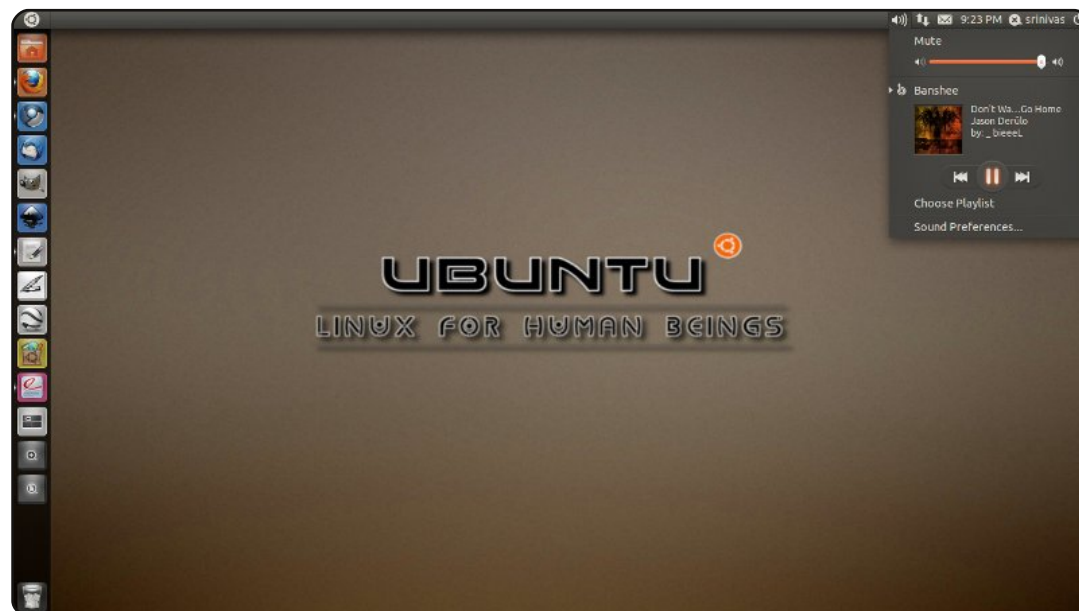 9:23 PM srinivas
Mute
Banshee
Don't Wa...Go Home
Jason Derülo
by: _ bieeeL
Choose Playlist
Sound Preferences...
UBUNTU
LINUX FOR HUMAN BEINGS